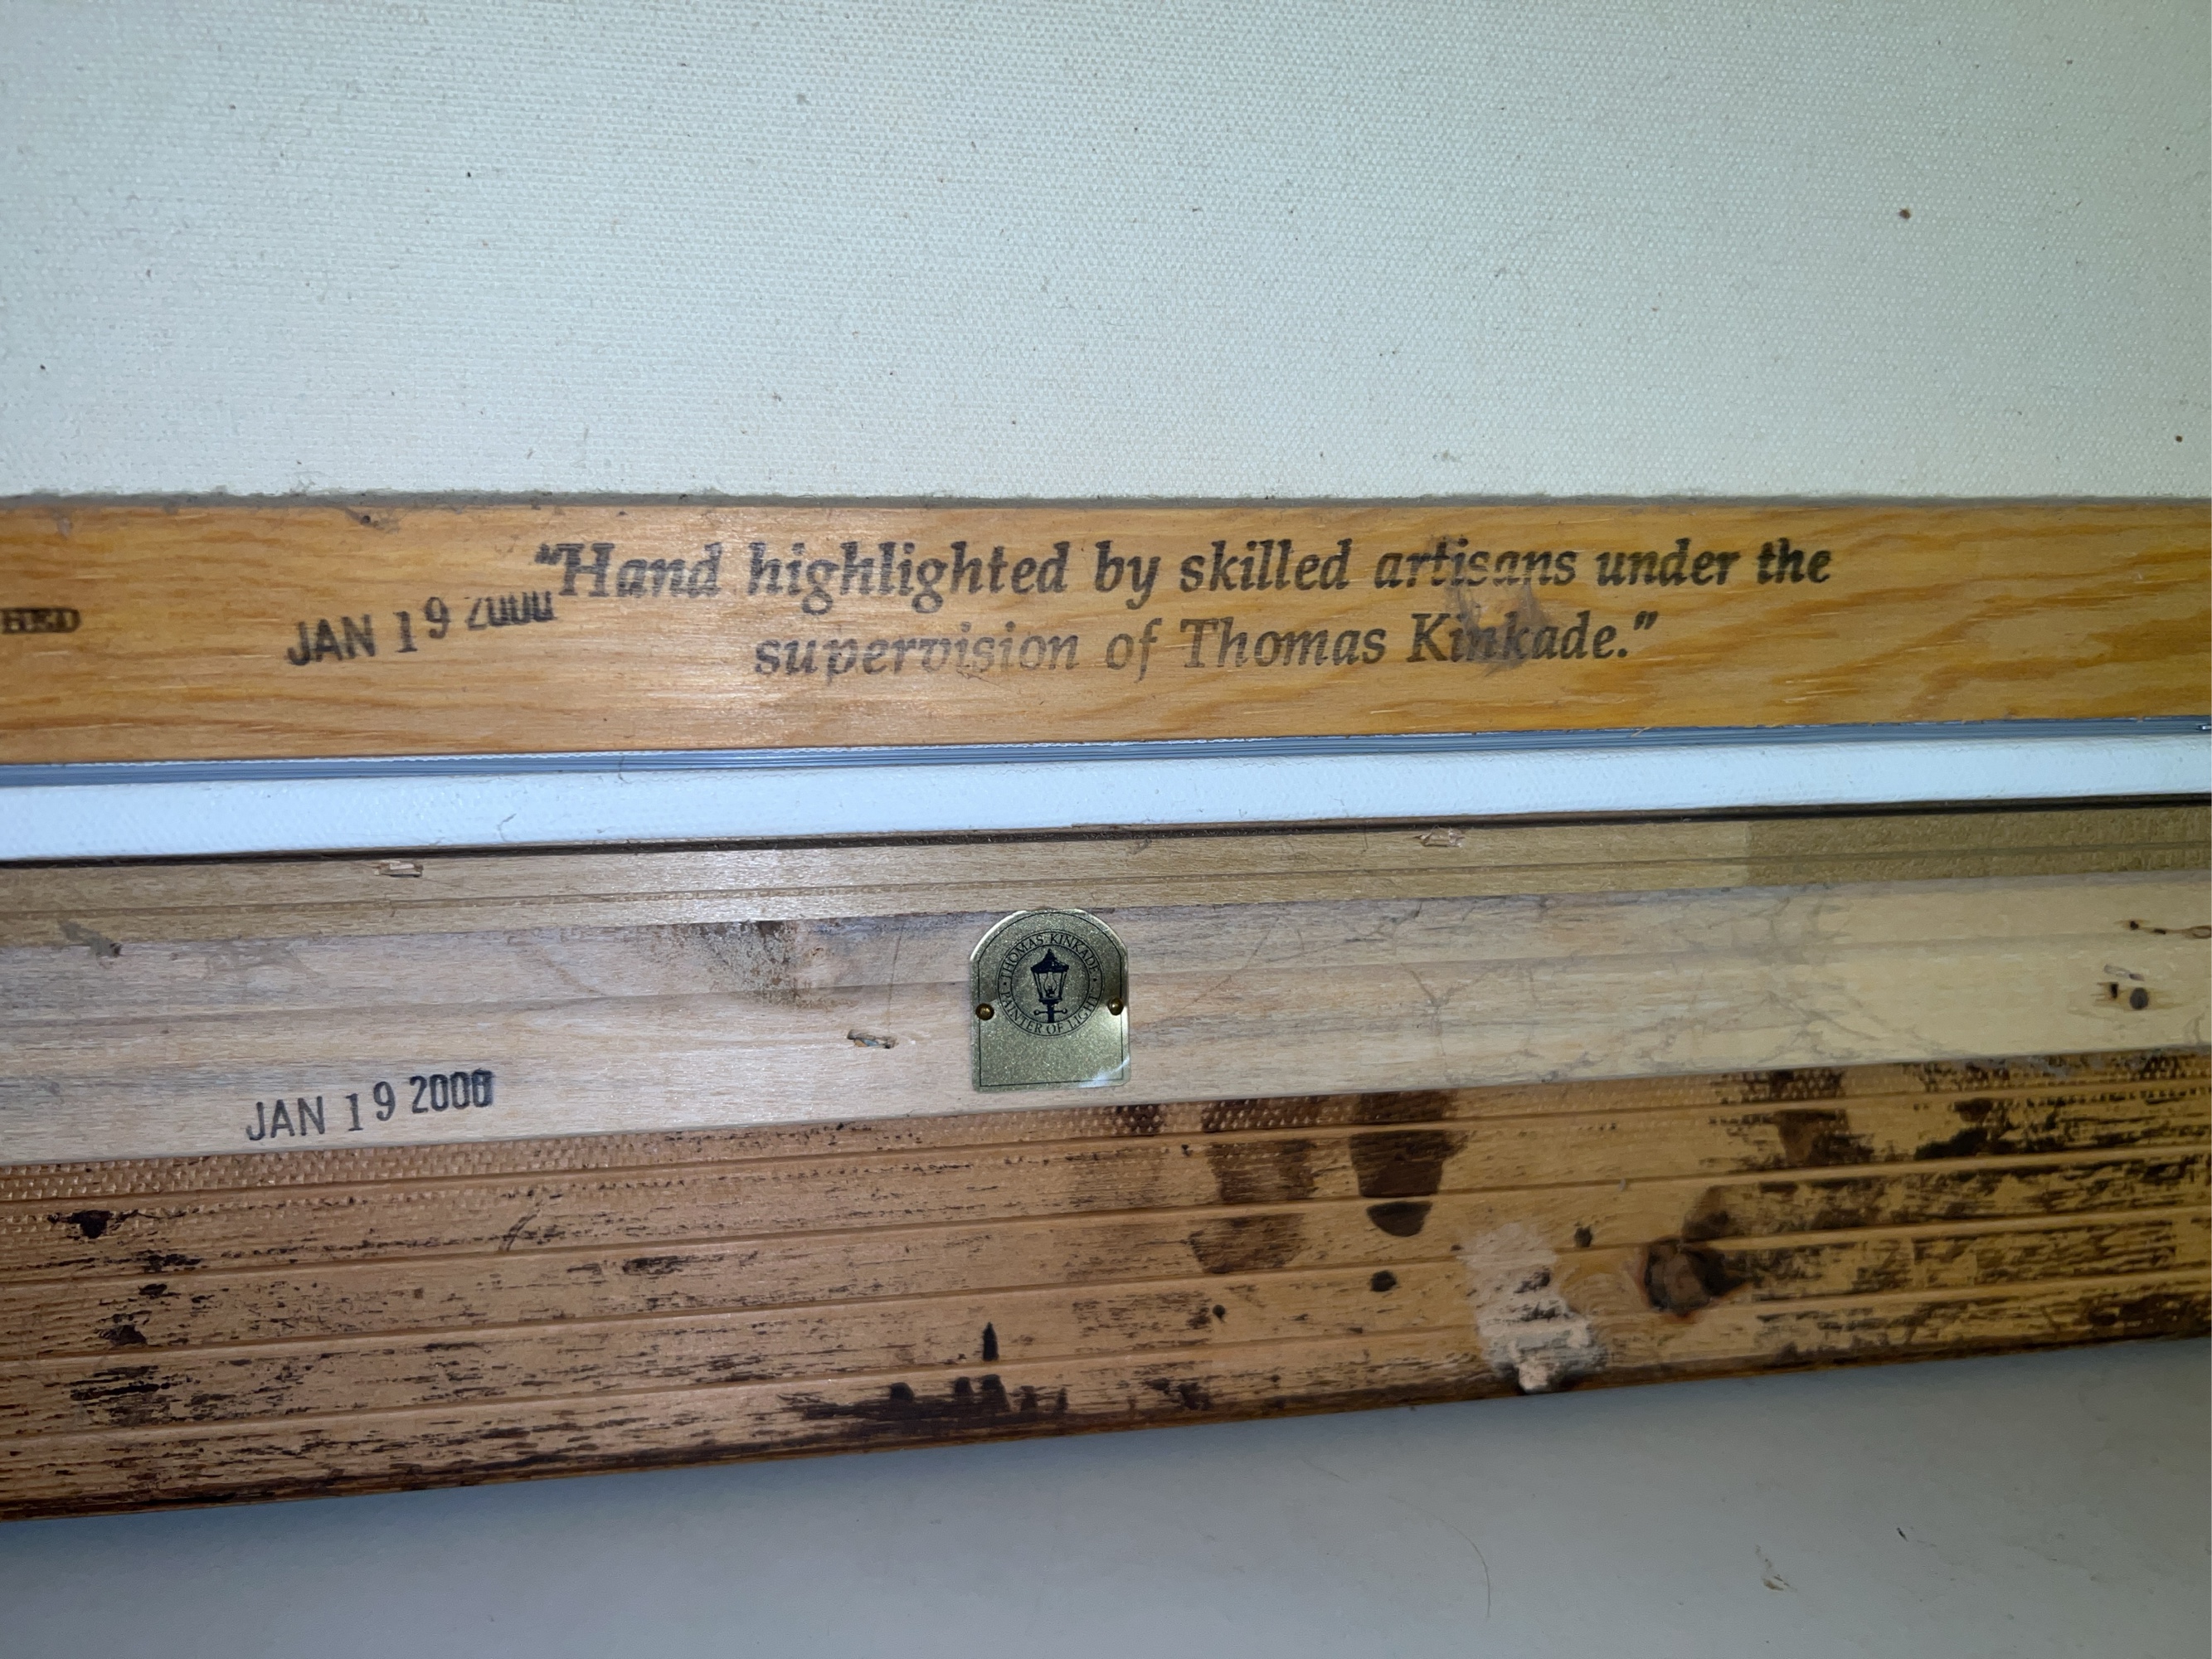 HED
JAN 19 2000
"Hand highlighted by skilled artisans under the
supervision of Thomas Kinkade."
THOMAS KINKADE
PAINTER OF LIGHT
JAN 19 2000